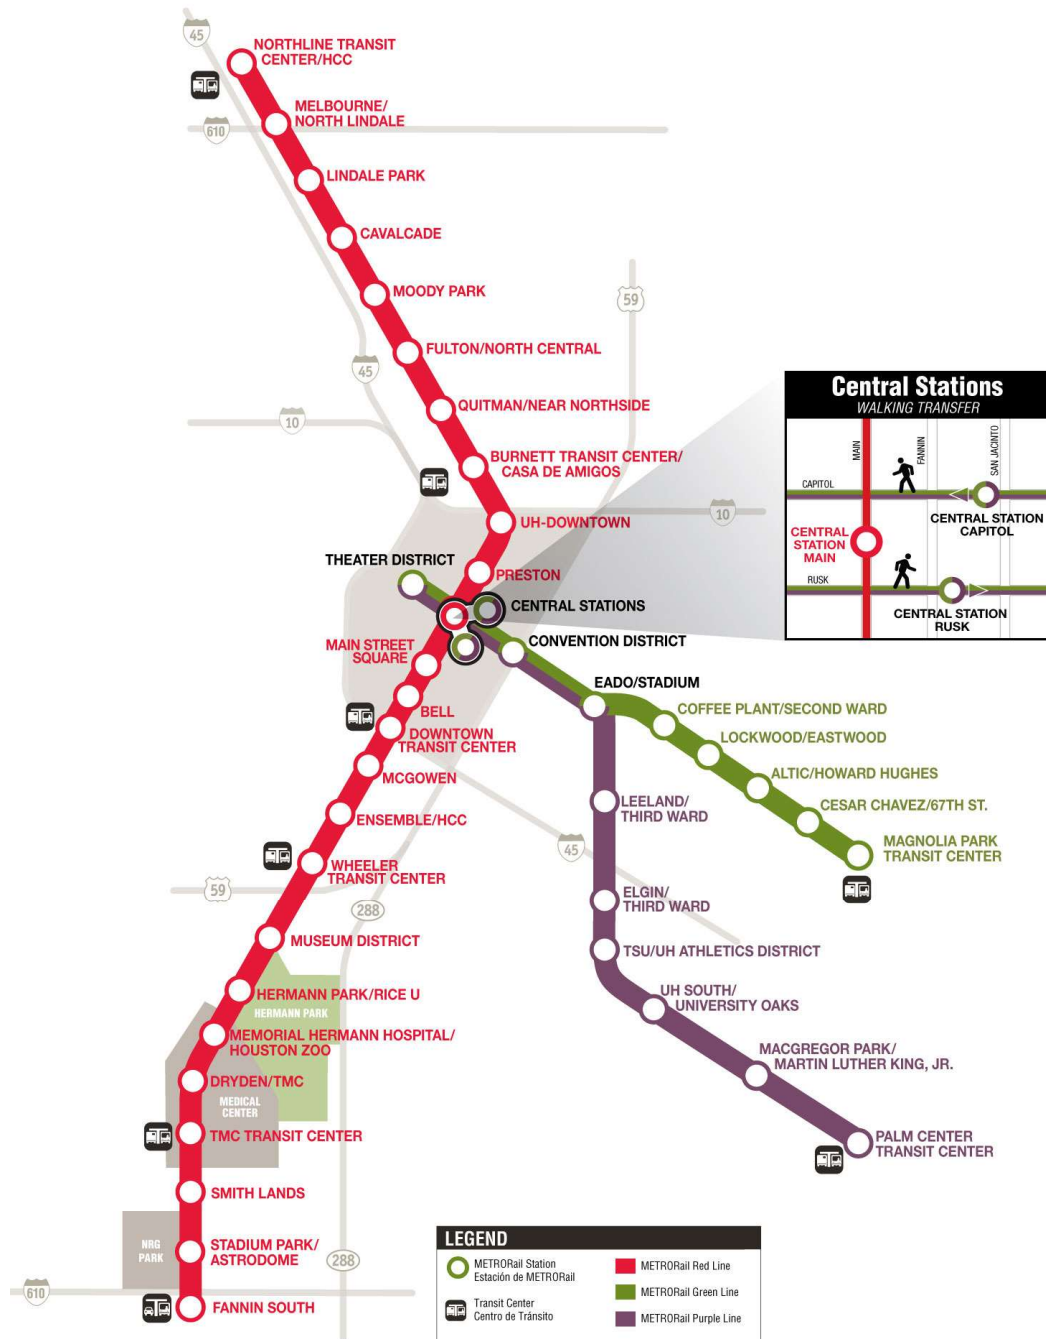 45
NORTHLINE TRANSIT
CENTER/HCC
MELBOURNE/
NORTH LINDALE
610
LINDALE PARK
CAVALCADE
MOODY PARK
59
FULTON/NORTH CENTRAL
45
QUITMAN/NEAR NORTHSIDE
10
BURNETT TRANSIT CENTER/
CASA DE AMIGOS
UH-DOWNTOWN
10
THEATER DISTRICT
PRESTON
CENTRAL STATIONS
CONVENTION DISTRICT
MAIN STREET
SQUARE
EADO/STADIUM
BELL
COFFEE PLANT/SECOND WARD
DOWNTOWN
TRANSIT CENTER
LOCKWOOD/EASTWOOD
MCGOWEN
ALTIC/HOWARD HUGHES
LEELAND/
THIRD WARD
CESAR CHAVEZ/67TH ST.
ENSEMBLE/HCC
MAGNOLIA PARK
TRANSIT CENTER
45
WHEELER
TRANSIT CENTER
59
288
ELGIN/
THIRD WARD
MUSEUM DISTRICT
TSU/UH ATHLETICS DISTRICT
HERMANN PARK/RICE U
HERMANN PARK
UH SOUTH/
UNIVERSITY OAKS
MEMORIAL HERMANN HOSPITAL/
HOUSTON ZOO
MACGREGOR PARK/
MARTIN LUTHER KING, JR.
DRYDEN/TMC
MEDICAL
CENTER
TMC TRANSIT CENTER
PALM CENTER
TRANSIT CENTER
SMITH LANDS
NRG
PARK
STADIUM PARK/
ASTRODOME
288
610
FANNIN SOUTH
Central Stations
WALKING TRANSFER
MAIN
FANNIN
SAN JACINTO
CAPITOL
CENTRAL STATION
CAPITOL
CENTRAL
STATION
MAIN
RUSK
CENTRAL STATION
RUSK
LEGEND
METRORail Station
Estación de METRORail
Transit Center
Centro de Tránsito
METRORail Red Line
METRORail Green Line
METRORail Purple Line